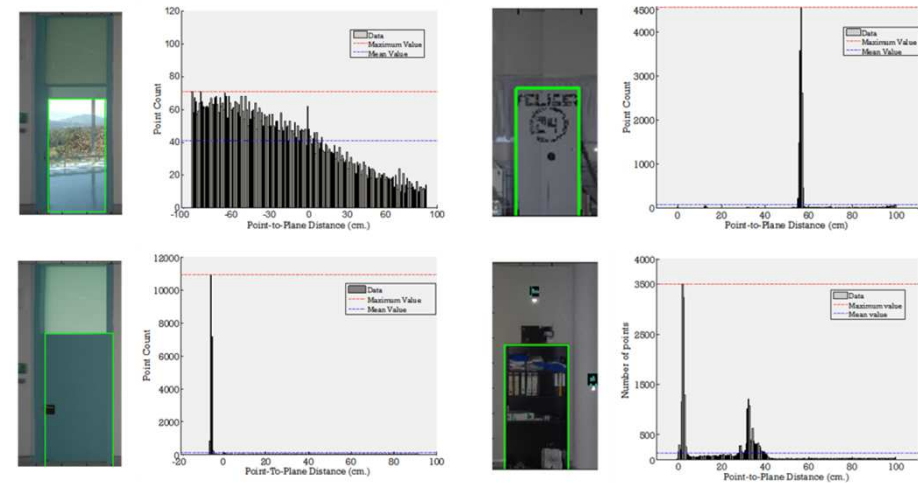 120
100
80
60
40
20
0
-100
-60
-30
0
30
60
100
Point Count
Point-to-Plane Distance (cm.)
Data
Maximum Value
Mean Value
24
4500
4000
3000
2000
1000
0
0
20
40
60
80
100
Point Count
Point-to-Plane Distance (cm)
Data
Maximum Value
Mean Value
12000
10000
8000
6000
4000
2000
0
-20
0
20
40
60
80
100
Point Count
Point-To-Plane Distance (cm.)
Data
Maximum Value
Mean Value
4000
3500
2500
1500
500
0
0
20
40
60
80
100
Number of points
Point-to-Plane Distance (cm.)
Data
Maximum value
Mean value